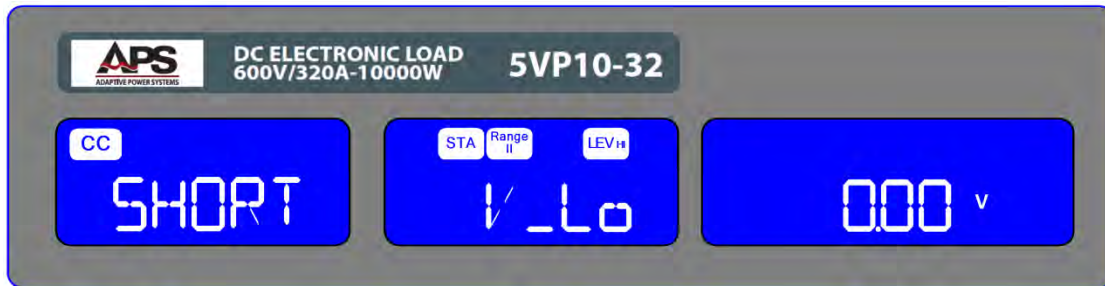 APS
ADAPTIVE POWER SYSTEMS
DC ELECTRONIC LOAD
600V/320A-10000W
5VP10-32
CC
SHORT
STA
Range
II
LEV HI
V_Lo
0.00 V